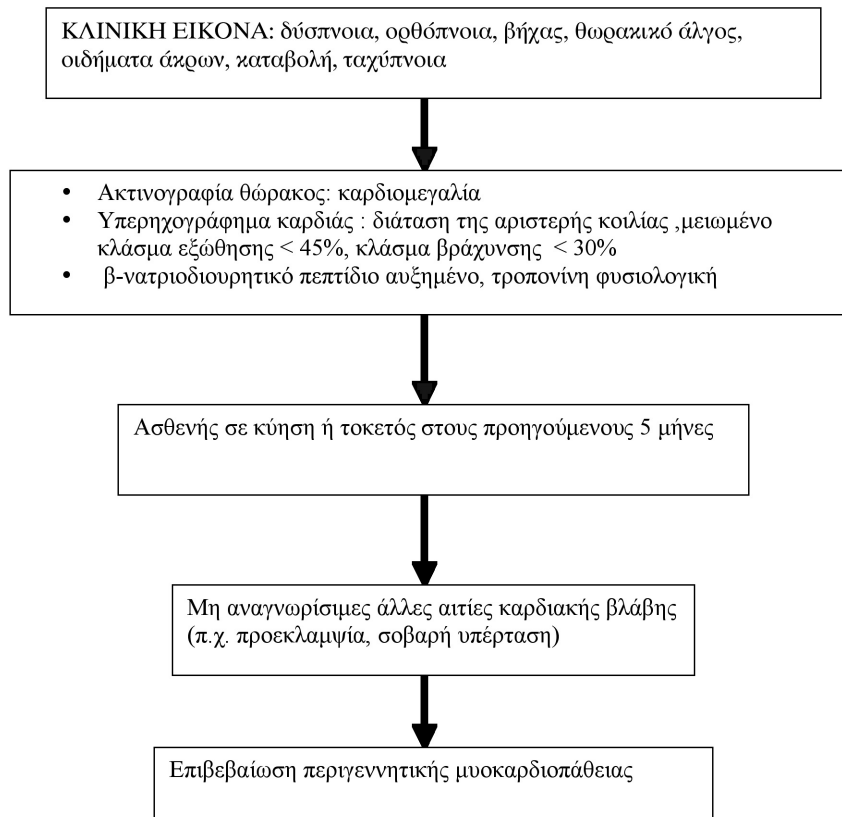 ΚΛΙΝΙΚΗ ΕΙΚΟΝΑ: δύσπνοια, ορθόπνοια, βήχας, θωρακικό άλγος,
οιδήματα άκρων, καταβολή, ταχύπνοια
• Ακτινογραφία θώρακος: καρδιομεγαλία
• Υπερηχογράφημα καρδιάς : διάταση της αριστερής κοιλίας ,μειωμένο
κλάσμα εξώθησης < 45%, κλάσμα βράχυνσης < 30%
• β-νατριοδιουρητικό πεπτίδιο αυξημένο, τροπονίνη φυσιολογική
Ασθενής σε κύηση ή τοκετός στους προηγούμενους 5 μήνες
Μη αναγνωρίσιμες άλλες αιτίες καρδιακής βλάβης
(π.χ. προεκλαμψία, σοβαρή υπέρταση)
Επιβεβαίωση περιγεννητικής μυοκαρδιοπάθειας